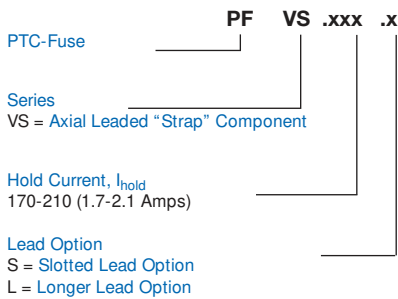 PF VS .xxx .x
PTC-Fuse
Series
VS = Axial Leaded “Strap” Component
Hold Current, Ihold
170-210 (1.7-2.1 Amps)
Lead Option
S = Slotted Lead Option
L = Longer Lead Option